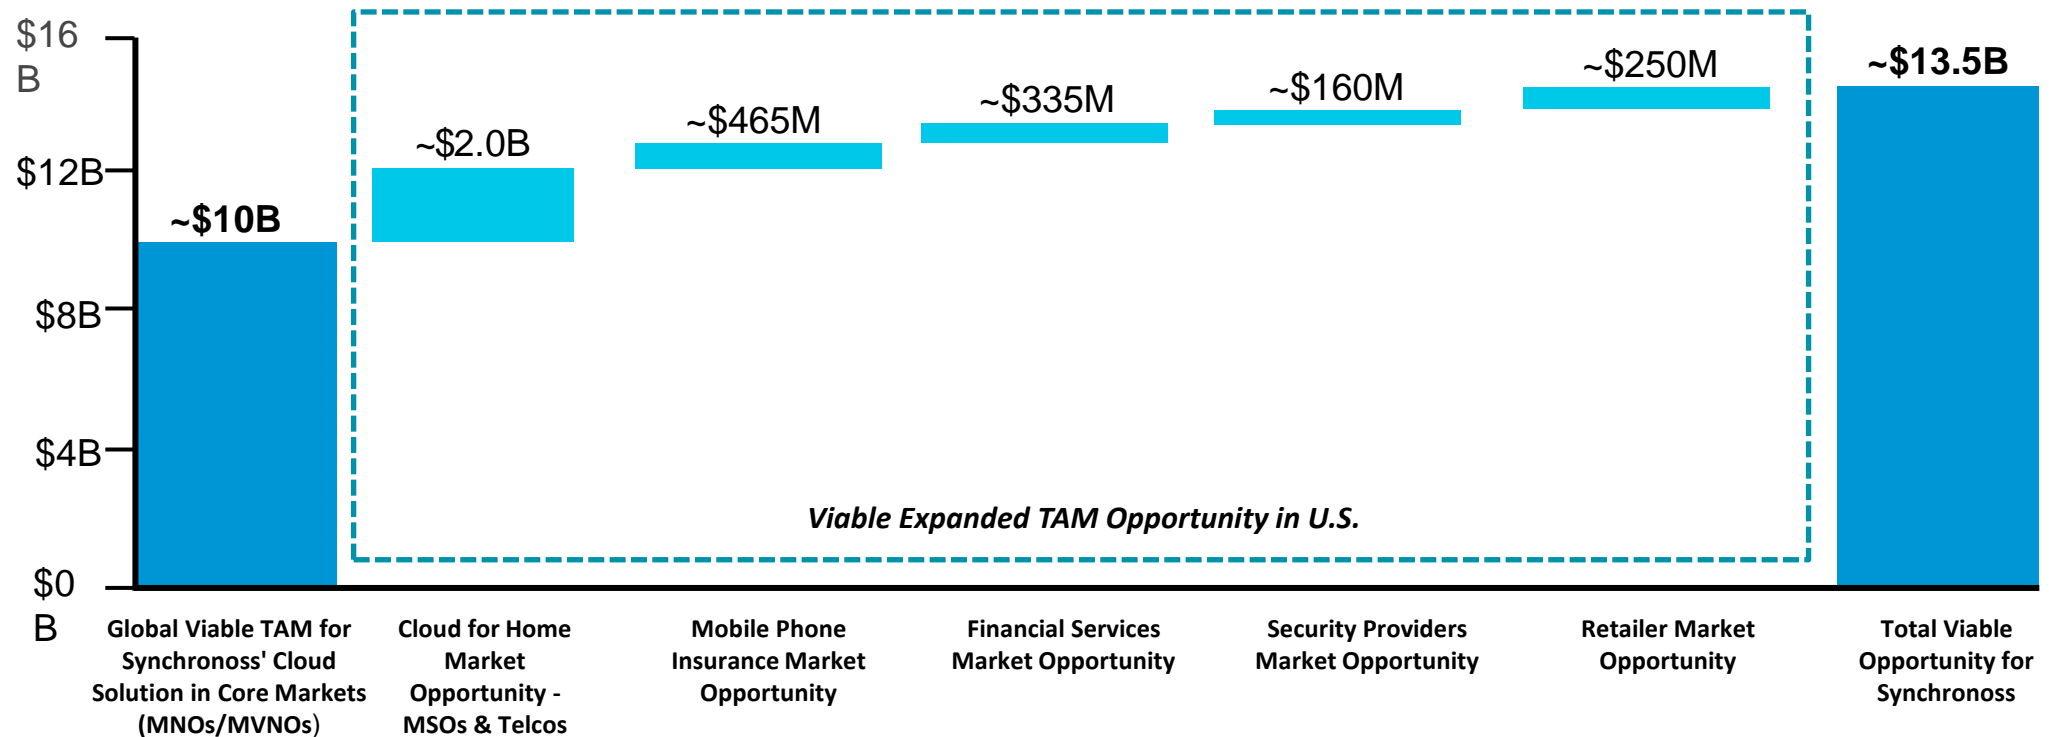 $16
B
$12B
$8B
$4B
$0
B
~$10B
~$2.0B
~$465M
~$335M
~$160M
~$250M
~$13.5B
Viable Expanded TAM Opportunity in U.S.
Global Viable TAM for
Synchronoss' Cloud
Solution in Core Markets
(MNOs/MVNOs)
Cloud for Home
Market
Opportunity -
MSOs & Telcos
Mobile Phone
Insurance Market
Opportunity
Financial Services
Market Opportunity
Security Providers
Market Opportunity
Retailer Market
Opportunity
Total Viable
Opportunity for
Synchronoss